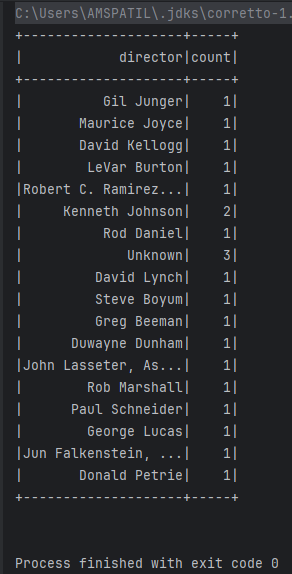 C:\Users\AMSPATIL\.jdks\corretto-1.
+--------------------+-----+
|            director|count|
+--------------------+-----+
|          Gil Junger|    1|
|       Maurice Joyce|    1|
|       David Kellogg|    1|
|        LeVar Burton|    1|
|Robert C. Ramirez...|    1|
|     Kenneth Johnson|    2|
|          Rod Daniel|    1|
|             Unknown|    3|
|         David Lynch|    1|
|         Steve Boyum|    1|
|         Greg Beeman|    1|
|      Duwayne Dunham|    1|
|John Lasseter, As...|    1|
|        Rob Marshall|    1|
|      Paul Schneider|    1|
|        George Lucas|    1|
|Jun Falkenstein, ...|    1|
|       Donald Petrie|    1|
+--------------------+-----+
Process finished with exit code 0